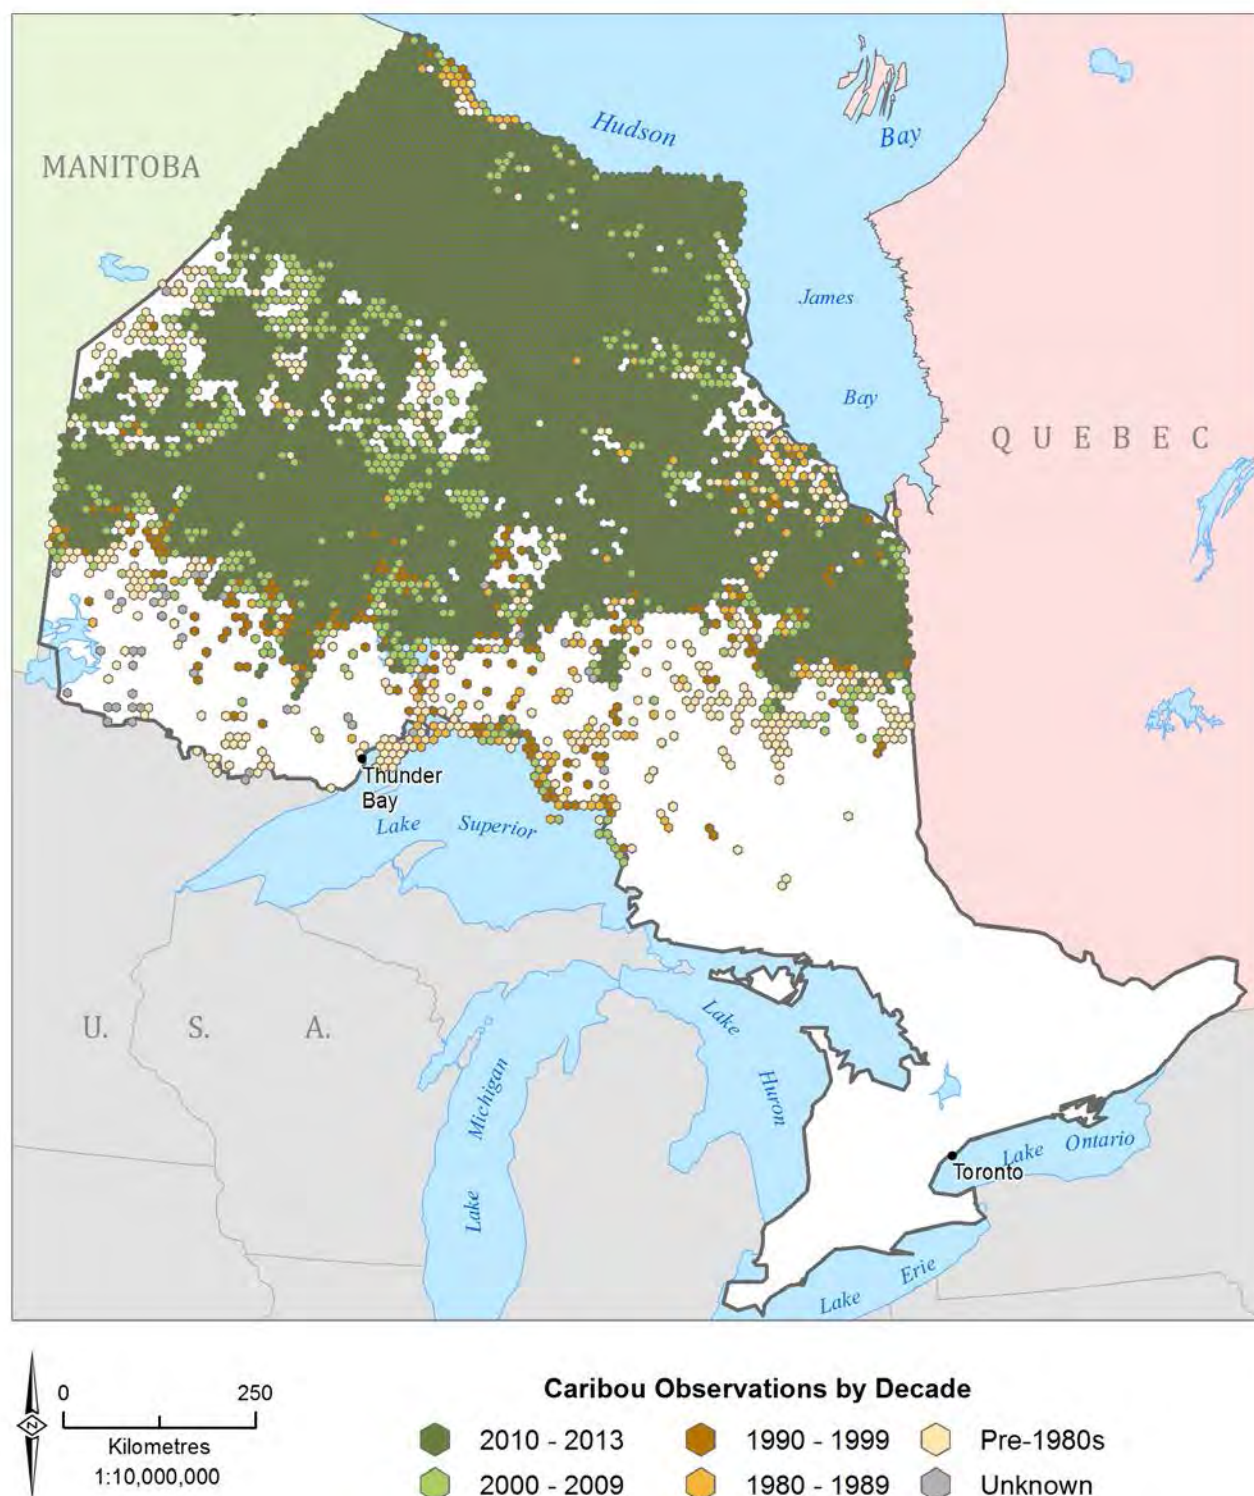 Hudson
Bay
MANITOBA
James
Bay
QUEBEC
Thunder
Bay
Lake Superior
Lake
Huron
U. S. A.
Lake Michigan
Lake Ontario
Toronto
Lake Erie
0 250
Kilometres
1:10,000,000
N
Caribou Observations by Decade
2010 - 2013
1990 - 1999
Pre-1980s
2000 - 2009
1980 - 1989
Unknown